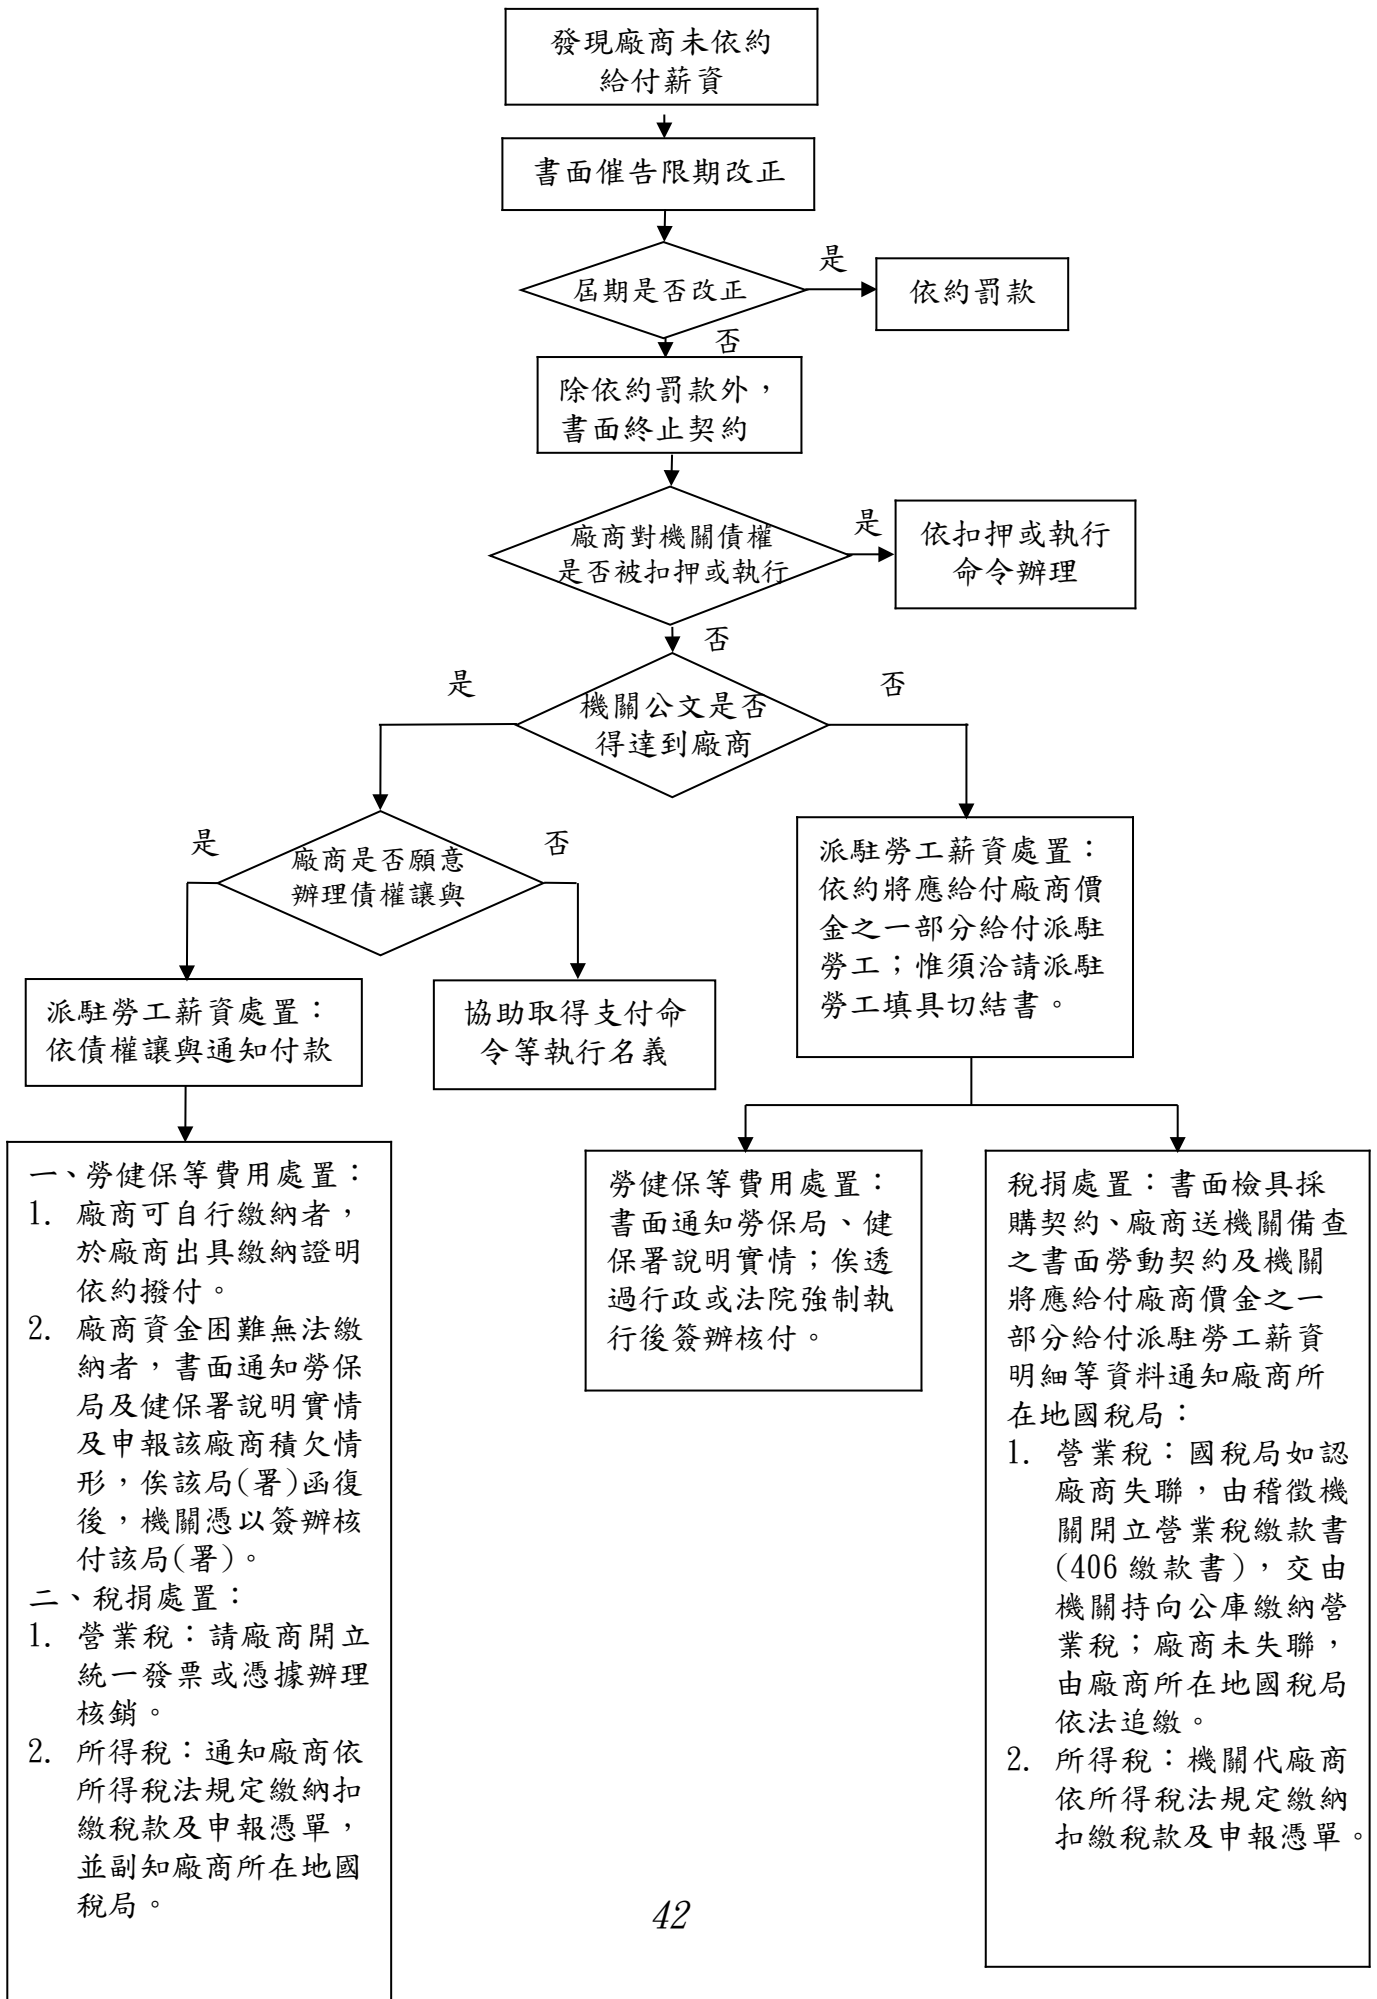 發現廠商未依約
給付薪資
書面催告限期改正
屆期是否改正
是
依約罰款
否
除依約罰款外，
書面終止契約
廠商對機關債權
是否被扣押或執行
是
依扣押或執行
命令辦理
否
機關公文是否
得達到廠商
是
否
廠商是否願意
辦理債權讓與
是
否
派駐勞工薪資處置：
依約將應給付廠商價
金之一部分給付派駐
勞工；惟須洽請派駐
勞工填具切結書。
派駐勞工薪資處置：
依債權讓與通知付款
協助取得支付命
令等執行名義
一、勞健保等費用處置：
1. 廠商可自行繳納者，
於廠商出具繳納證明
依約撥付。
2. 廠商資金困難無法繳
納者，書面通知勞保
局及健保署說明實情
及申報該廠商積欠情
形，俟該局(署)函復
後，機關憑以簽辦核
付該局(署)。
二、稅捐處置：
1. 營業稅：請廠商開立
統一發票或憑據辦理
核銷。
2. 所得稅：通知廠商依
所得稅法規定繳納扣
繳稅款及申報憑單，
並副知廠商所在地國
稅局。
勞健保等費用處置：
書面通知勞保局、健
保署說明實情；俟透
過行政或法院強制執
行後簽辦核付。
稅捐處置：書面檢具採
購契約、廠商送機關備查
之書面勞動契約及機關
將應給付廠商價金之一
部分給付派駐勞工薪資
明細等資料通知廠商所
在地國稅局：
1. 營業稅：國稅局如認
廠商失聯，由稽徵機
關開立營業稅繳款書
(406 繳款書)，交由
機關持向公庫繳納營
業稅；廠商未失聯，
由廠商所在地國稅局
依法追繳。
2. 所得稅：機關代廠商
依所得稅法規定繳納
扣繳稅款及申報憑單。
42